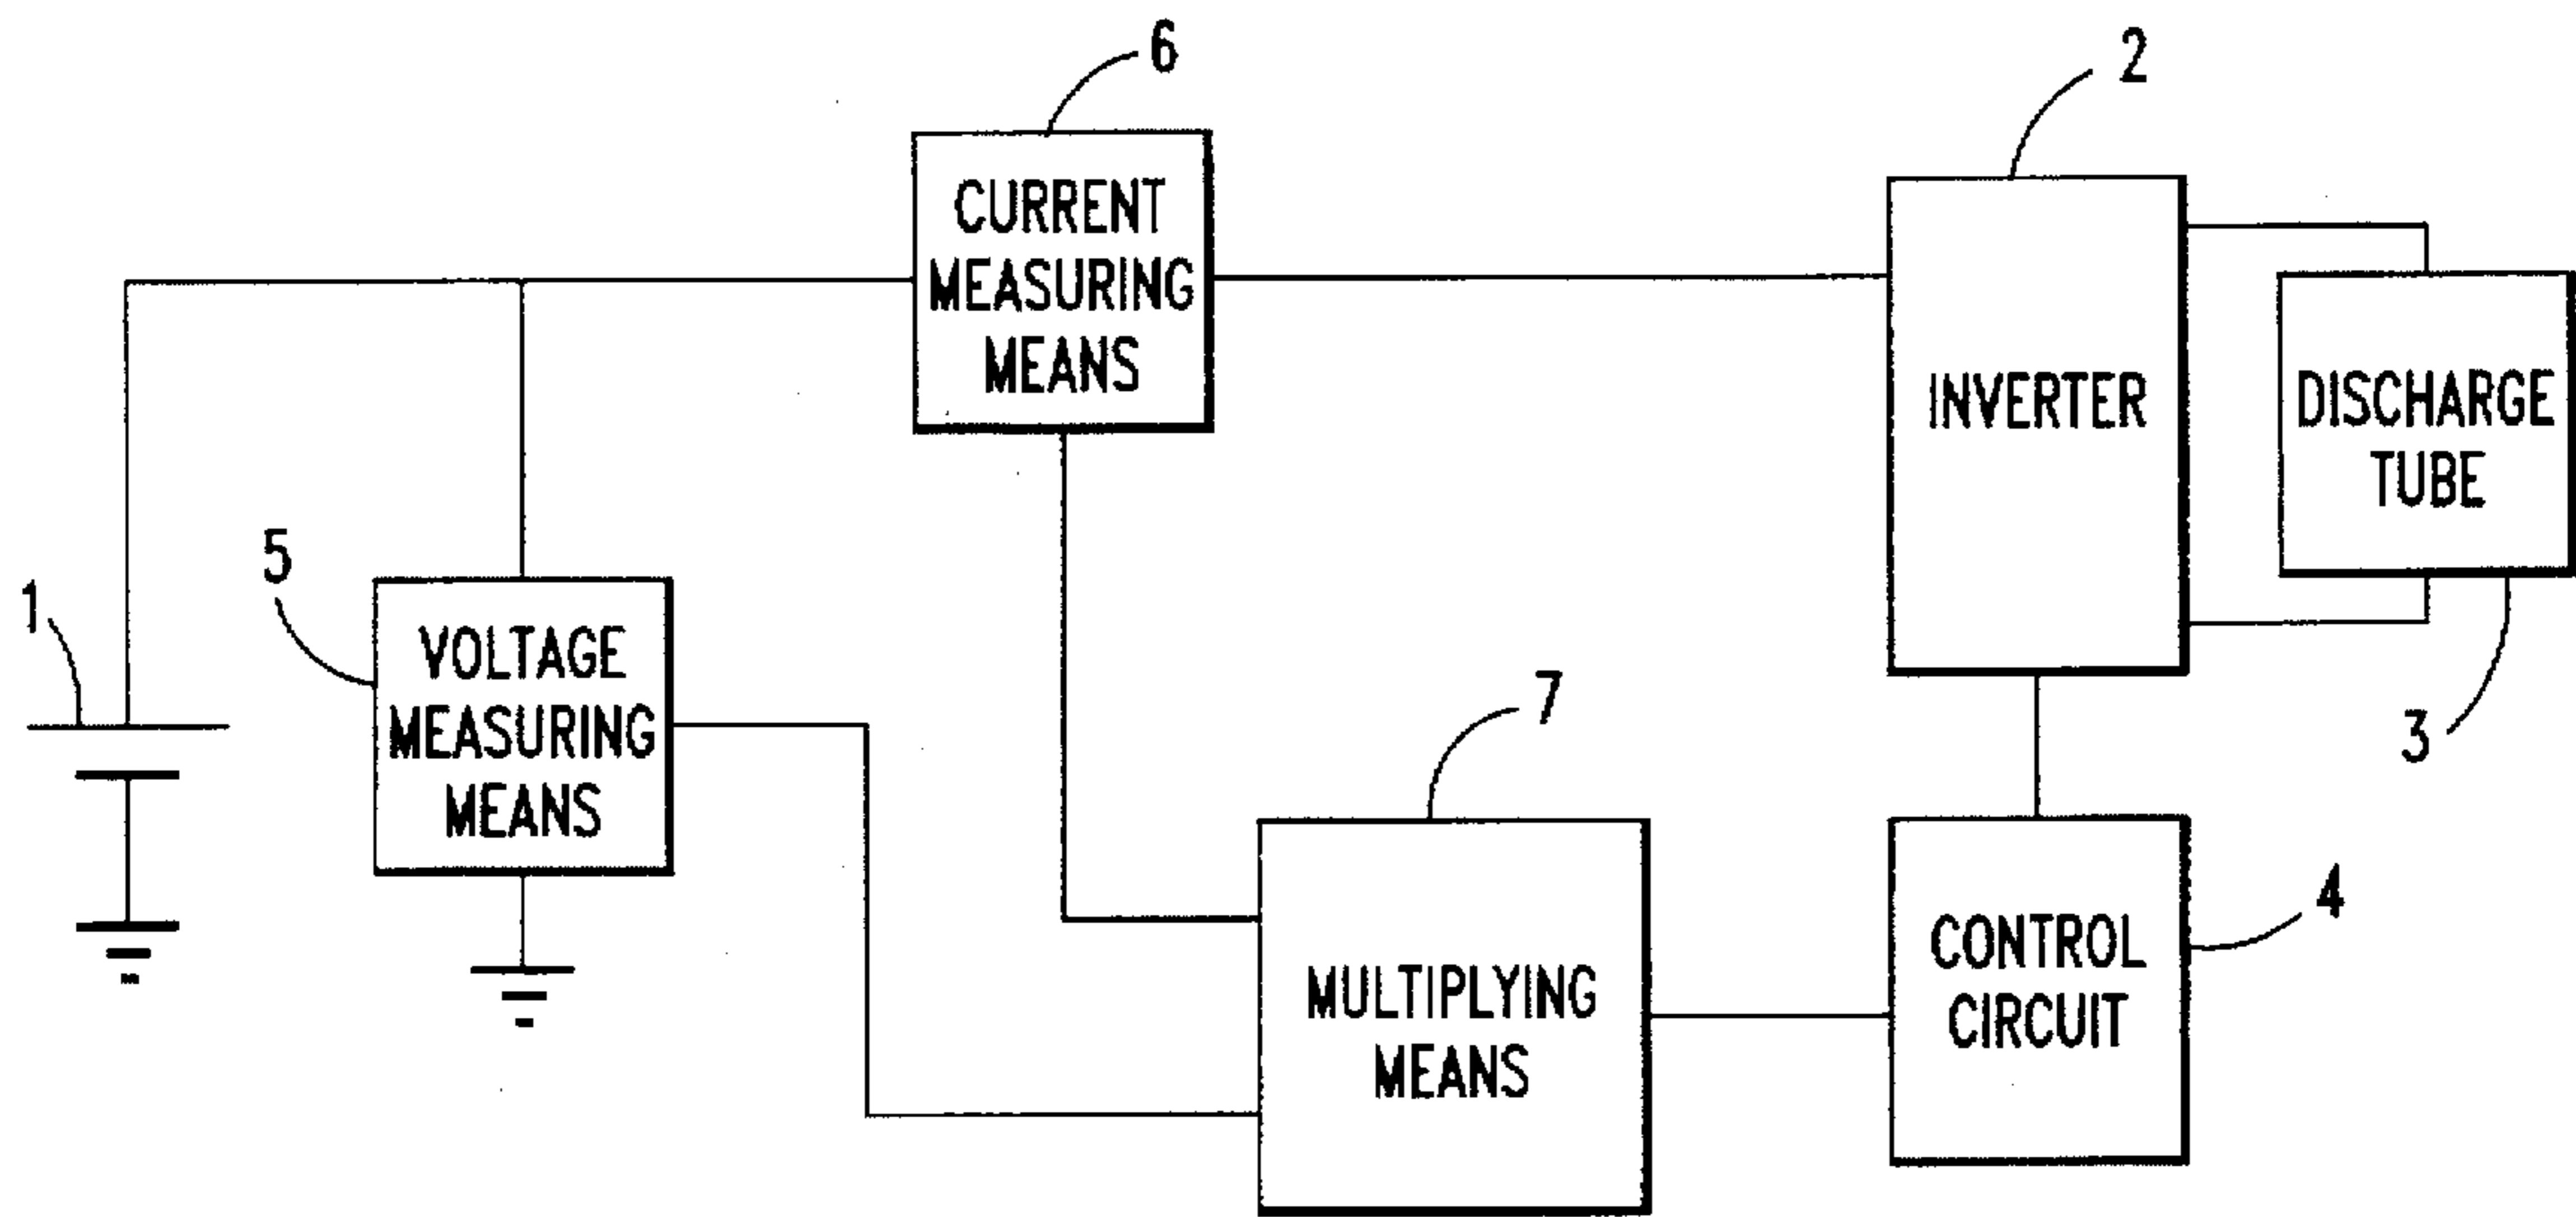 6
2
CURRENT
MEASURING
MEANS
INVERTER
DISCHARGE
TUBE
1
5
VOLTAGE
MEASURING
MEANS
7
3
MULTIPLYING
MEANS
CONTROL
CIRCUIT
4